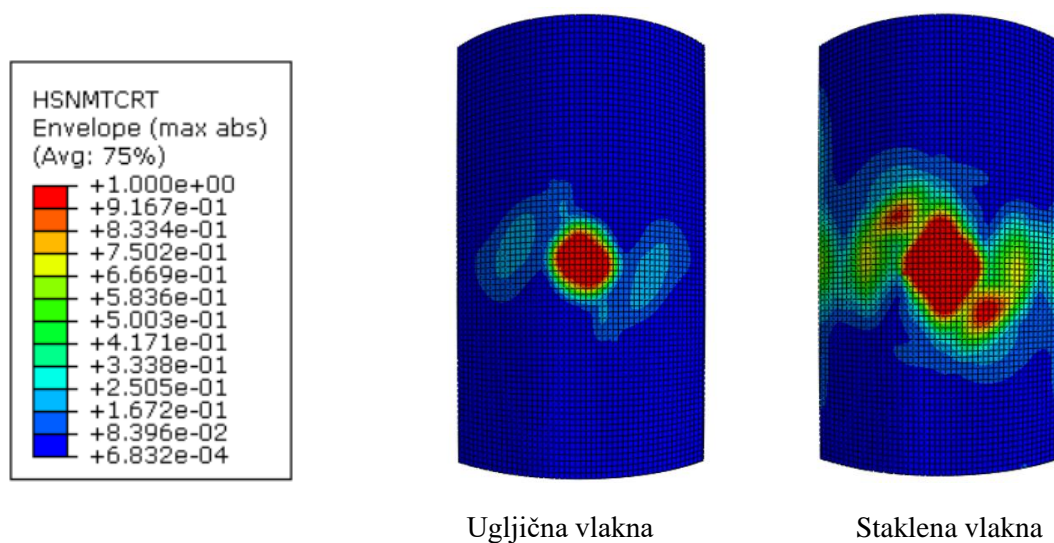 HSNMTCRT
Envelope (max abs)
(Avg: 75%)
+1.000e+00
+9.167e-01
+8.334e-01
+7.502e-01
+6.669e-01
+5.836e-01
+5.003e-01
+4.171e-01
+3.338e-01
+2.505e-01
+1.672e-01
+8.396e-02
+6.832e-04
Ugljična vlakna
Staklena vlakna